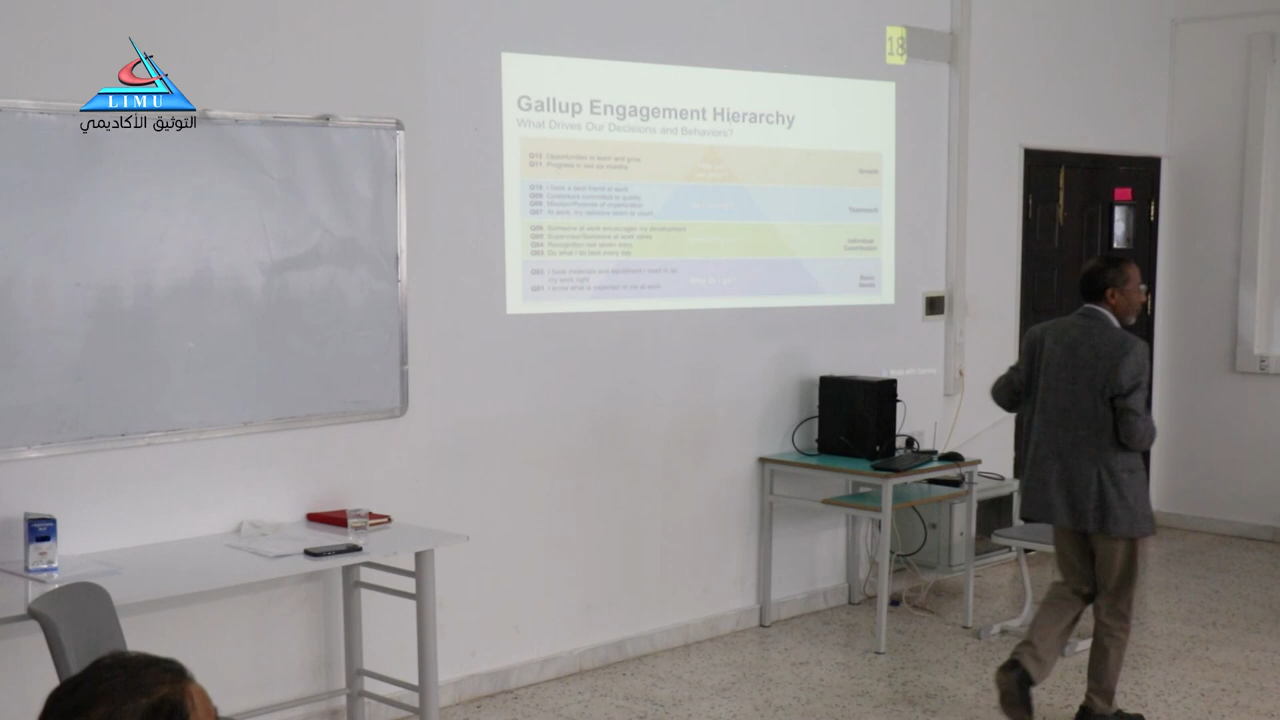 LIMU
التوثيق الأكاديمي
18
Gallup Engagement Hierarchy
What Drives Our Decisions and Behaviors?
Q12. Opportunities to learn and grow
Q11. Progress in last six months
Growth
Q10. I have a best friend at work
Q09. Coworkers committed to quality
Q08. Mission/Purpose of organization
Q07. At work, my opinions seem to count
Teamwork
Q06. Someone at work encourages my development
Q05. Supervisor/Someone at work cares
Q04. Recognition last seven days
Q03. Do what I do best every day
Individual
Contribution
Q02. I have materials and equipment I need to do
my work right
Q01. I know what is expected of me at work
Basic
Needs